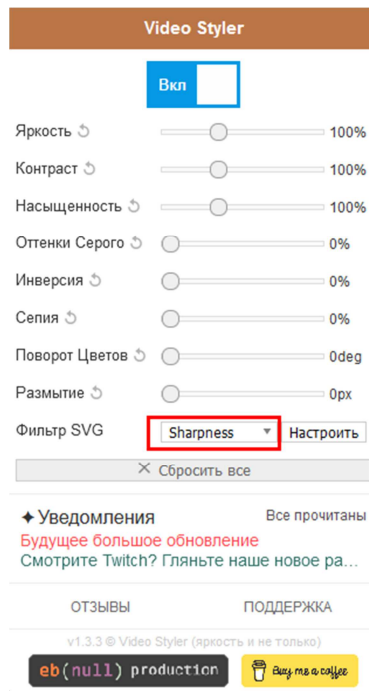 Video Styler
Вкл
Яркость 100%
Контраст 100%
Насыщенность 100%
Оттенки Серого 0%
Инверсия 0%
Сепия 0%
Поворот Цветов 0deg
Размытие 0px
Фильтр SVG Sharpness Настроить
Сбросить все
Уведомления Все прочитаны
Будущее большое обновление
Смотрите Twitch? Гляньте наше новое ра...
ОТЗЫВЫ ПОДДЕРЖКА
v1.3.3 © Video Styler (яркость и не только)
eb(null) production Buy me a coffee